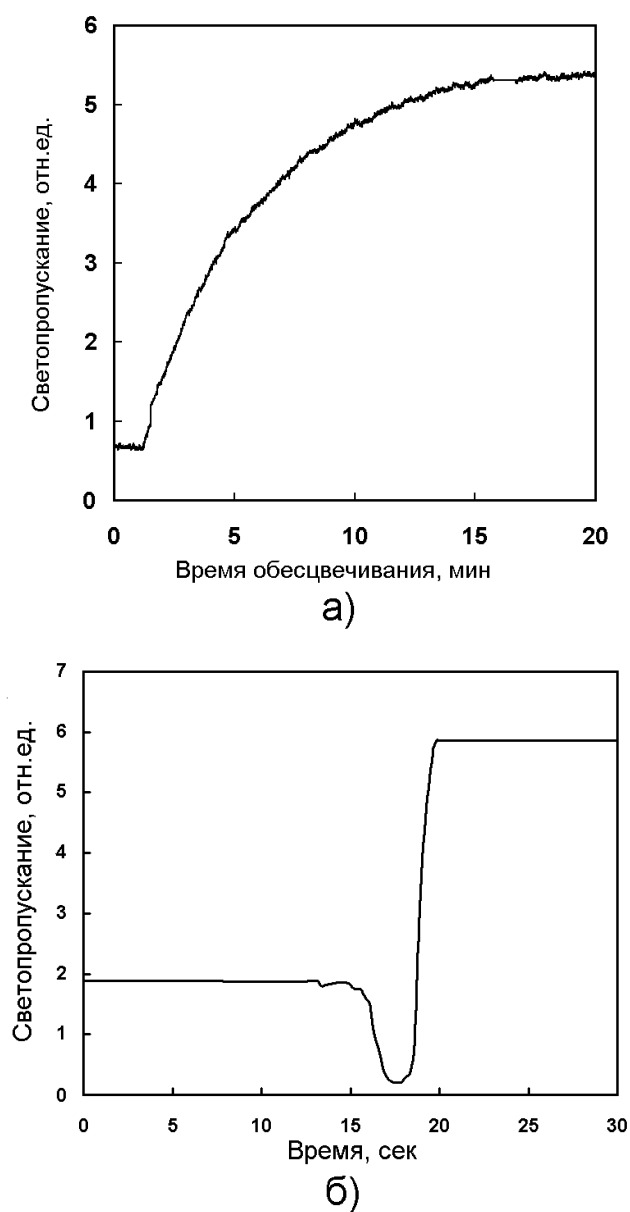 Светопропускание, отн.ед.
6
5
4
3
2
1
0
0 5 10 15 20
Время обесцвечивания, мин
а)
Светопропускание, отн.ед.
7
6
5
4
3
2
1
0
0 5 10 15 20 25 30
Время, сек
б)